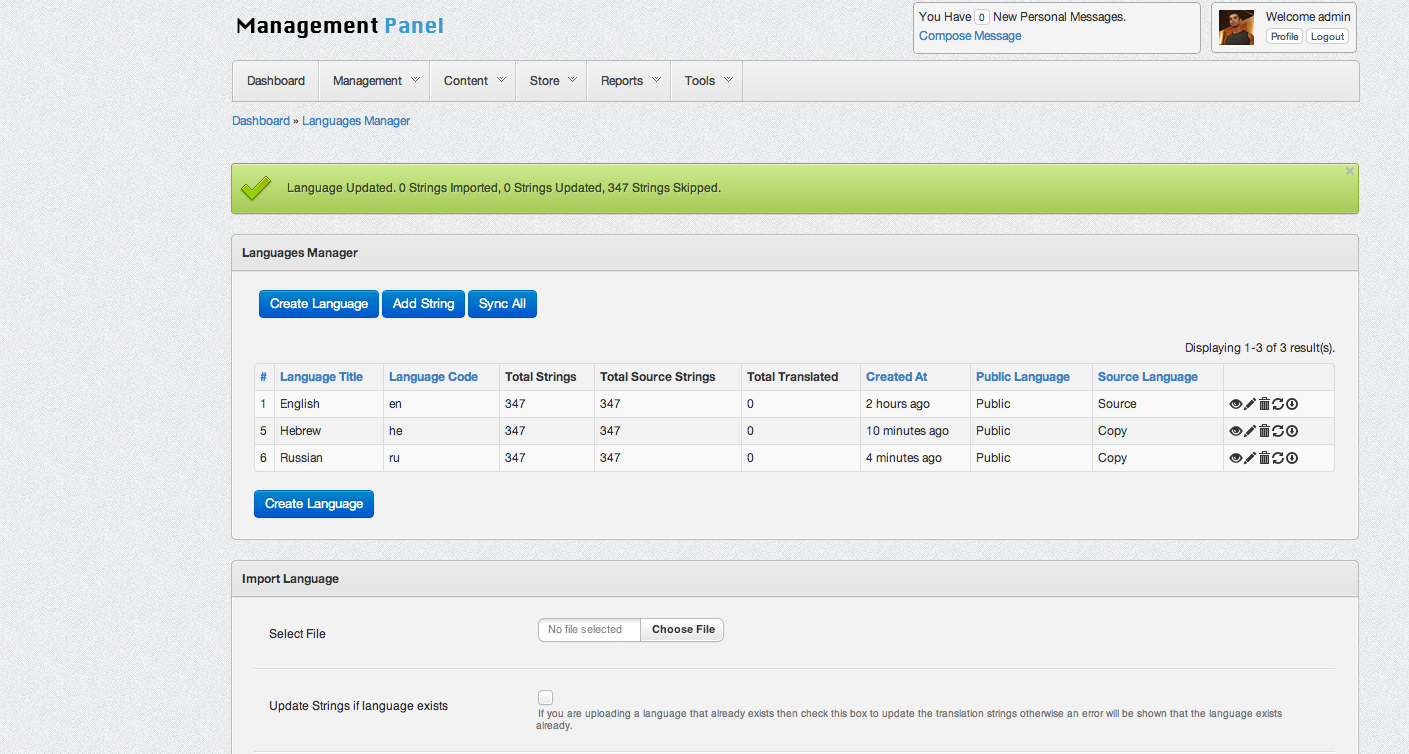 Management Panel
You Have 0 New Personal Messages.
Compose Message
Welcome admin
Profile Logout
Dashboard Management Content Store Reports Tools
Dashboard » Languages Manager
Language Updated. 0 Strings Imported, 0 Strings Updated, 347 Strings Skipped.
Languages Manager
Create Language Add String Sync All
Displaying 1-3 of 3 result(s).
# Language Title Language Code Total Strings Total Source Strings Total Translated Created At Public Language Source Language
1 English en 347 347 0 2 hours ago Public Source
5 Hebrew he 347 347 0 10 minutes ago Public Copy
6 Russian ru 347 347 0 4 minutes ago Public Copy
Create Language
Import Language
Select File No file selected Choose File
Update Strings if language exists
If you are uploading a language that already exists then check this box to update the translation strings otherwise an error will be shown that the language exists
already.